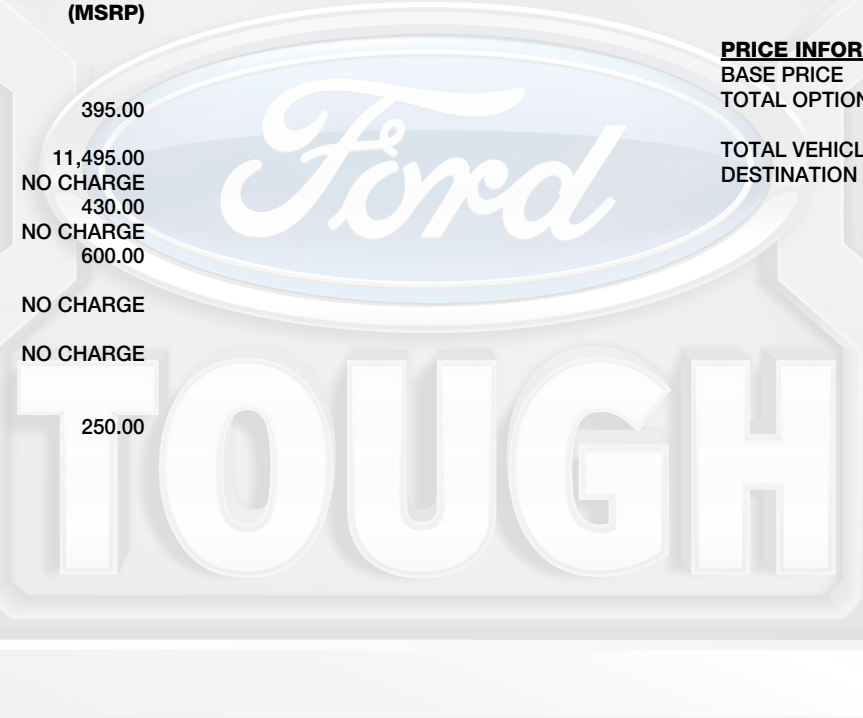 (MSRP)
395.00
11,495.00
NO CHARGE
430.00
NO CHARGE
600.00
NO CHARGE
NO CHARGE
250.00
PRICE INFOR
BASE PRICE
TOTAL OPTION
TOTAL VEHICL
DESTINATION
Ford
TOUGH